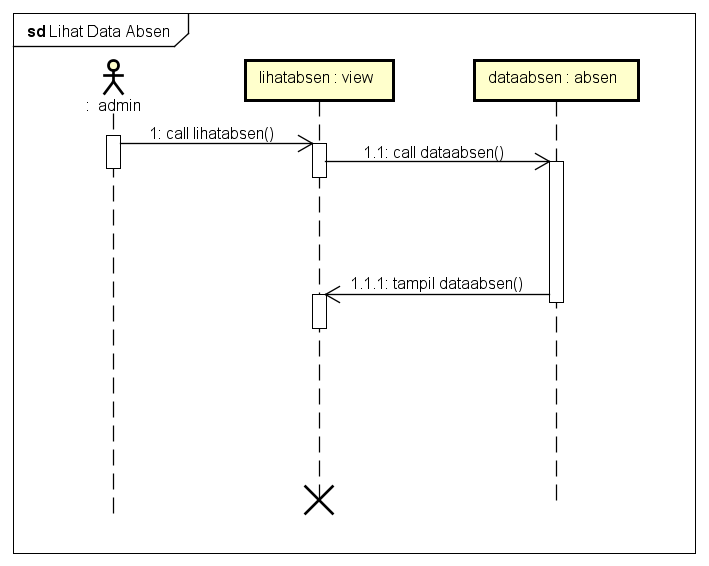 sd Lihat Data Absen
: admin
lihatabsen : view
dataabsen : absen
1: call lihatabsen()
1.1: call dataabsen()
1.1.1: tampil dataabsen()